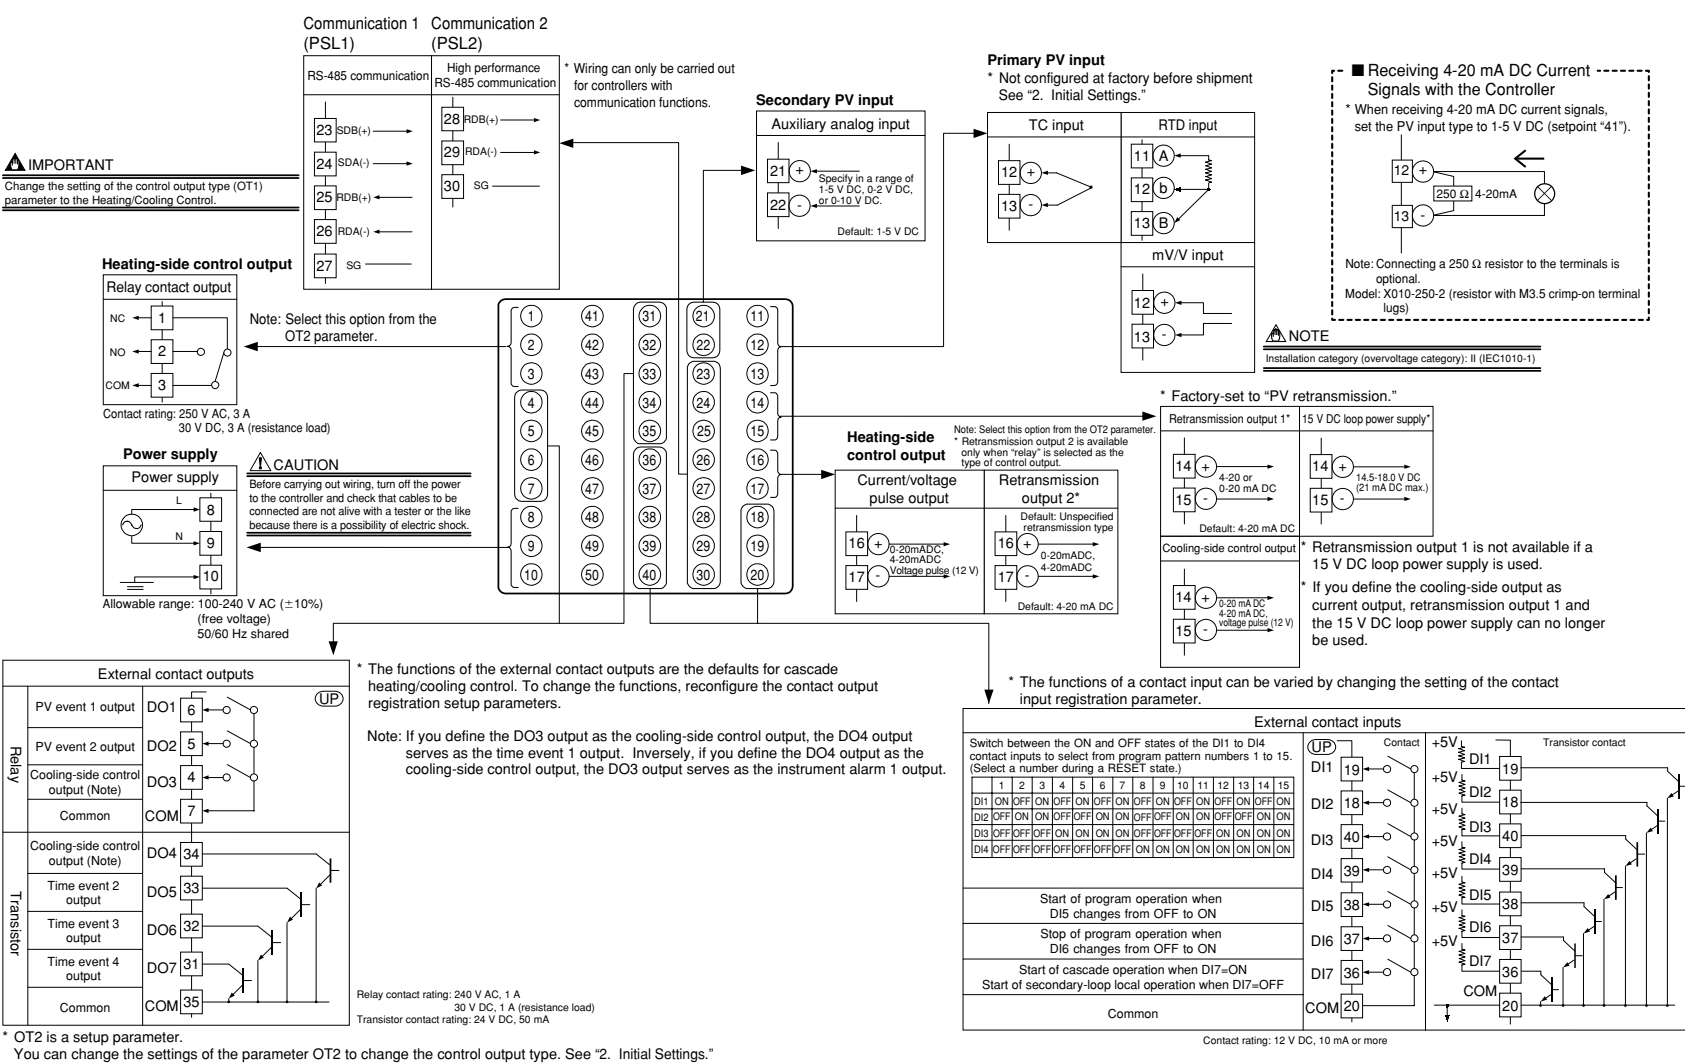 Communication 1
(PSL1)
Communication 2
(PSL2)
RS-485 communication
High performance
RS-485 communication
23 SDB(+)
24 SDA(-)
25 RDB(+)
26 RDA(-)
27 SG
28 RDB(+)
29 RDA(-)
30 SG
* Wiring can only be carried out
for controllers with
communication functions.
Secondary PV input
Auxiliary analog input
21 +
22 -
Specify in a range of
1-5 V DC, 0-2 V DC,
or 0-10 V DC.
Default: 1-5 V DC
Primary PV input
* Not configured at factory before shipment
See “2. Initial Settings.”
TC input
12 +
13 -
RTD input
11 A
12 b
13 B
mV/V input
12 +
13 -
■ Receiving 4-20 mA DC Current
Signals with the Controller
* When receiving 4-20 mA DC current signals,
set the PV input type to 1-5 V DC (setpoint “41”).
12 +
250 Ω 4-20mA
13 -
Note: Connecting a 250 Ω resistor to the terminals is
optional.
Model: X010-250-2 (resistor with M3.5 crimp-on terminal
lugs)
NOTE
Installation category (overvoltage category): II (IEC1010-1)
IMPORTANT
Change the setting of the control output type (OT1)
parameter to the Heating/Cooling Control.
Heating-side control output
Relay contact output
NC 1
NO 2
COM 3
Contact rating: 250 V AC, 3 A
30 V DC, 3 A (resistance load)
Note: Select this option from the
OT2 parameter.
Power supply
Power supply
L 8
N 9
10
Allowable range: 100-240 V AC (±10%)
(free voltage)
50/60 Hz shared
CAUTION
Before carrying out wiring, turn off the power
to the controller and check that cables to be
connected are not alive with a tester or the like
because there is a possibility of electric shock.
1 41 31 21 11
2 42 32 22 12
3 43 33 23 13
4 44 34 24 14
5 45 35 25 15
6 46 36 26 16
7 47 37 27 17
8 48 38 28 18
9 49 39 29 19
10 50 40 30 20
Heating-side
control output
Note: Select this option from the OT2 parameter.
* Retransmission output 2 is available
only when “relay” is selected as the
type of control output.
Current/voltage
pulse output
16 +
17 -
0-20mADC,
4-20mADC
Voltage pulse (12 V)
Retransmission
output 2*
Default: Unspecified
retransmission type
16 +
17 -
0-20mADC,
4-20mADC
Default: 4-20 mA DC
* Factory-set to “PV retransmission.”
Retransmission output 1*
14 +
15 -
4-20 or
0-20 mA DC
Default: 4-20 mA DC
15 V DC loop power supply*
14 +
15 -
14.5-18.0 V DC
(21 mA DC max.)
Cooling-side control output
14 +
15 -
0-20 mA DC
4-20 mA DC,
voltage pulse (12 V)
* Retransmission output 1 is not available if a
15 V DC loop power supply is used.
* If you define the cooling-side output as
current output, retransmission output 1 and
the 15 V DC loop power supply can no longer
be used.
External contact outputs
Relay
UP
PV event 1 output DO1 6
PV event 2 output DO2 5
Cooling-side control
output (Note)
DO3 4
Common COM 7
Transistor
Cooling-side control
output (Note)
DO4 34
Time event 2
output
DO5 33
Time event 3
output
DO6 32
Time event 4
output
DO7 31
Common COM 35
* The functions of the external contact outputs are the defaults for cascade
heating/cooling control. To change the functions, reconfigure the contact output
registration setup parameters.
Note: If you define the DO3 output as the cooling-side control output, the DO4 output
serves as the time event 1 output. Inversely, if you define the DO4 output as the
cooling-side control output, the DO3 output serves as the instrument alarm 1 output.
Relay contact rating: 240 V AC, 1 A
30 V DC, 1 A (resistance load)
Transistor contact rating: 24 V DC, 50 mA
* The functions of a contact input can be varied by changing the setting of the contact
input registration parameter.
External contact inputs
Switch between the ON and OFF states of the DI1 to DI4
contact inputs to select from program pattern numbers 1 to 15.
(Select a number during a RESET state.)
1 2 3 4 5 6 7 8 9 10 11 12 13 14 15
DI1 ON OFF ON OFF ON OFF ON OFF ON OFF ON OFF ON OFF ON
DI2 OFF ON ON OFF OFF ON ON OFF OFF ON ON OFF OFF ON ON
DI3 OFF OFF OFF ON ON ON ON OFF OFF OFF OFF ON ON ON ON
DI4 OFF OFF OFF OFF OFF OFF OFF ON ON ON ON ON ON ON ON
Start of program operation when
DI5 changes from OFF to ON
Stop of program operation when
DI6 changes from OFF to ON
Start of cascade operation when DI7=ON
Start of secondary-loop local operation when DI7=OFF
Common
UP
Contact
DI1 19
DI2 18
DI3 40
DI4 39
DI5 38
DI6 37
DI7 36
COM 20
Transistor contact
+5V DI1 19
+5V DI2 18
+5V DI3 40
+5V DI4 39
+5V DI5 38
+5V DI6 37
+5V DI7 36
COM 20
Contact rating: 12 V DC, 10 mA or more
* OT2 is a setup parameter.
You can change the settings of the parameter OT2 to change the control output type. See “2. Initial Settings.”